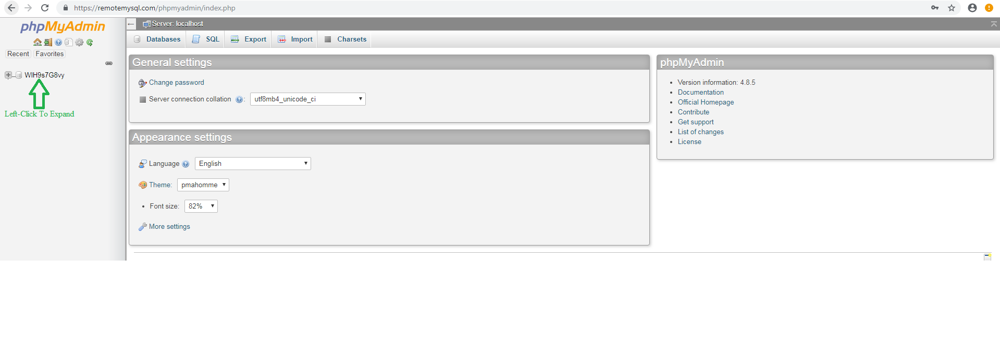 https://remotemysql.com/phpmyadmin/index.php
phpMyAdmin
Recent Favorites
WIH9s7G8vy
Left-Click To Expand
Server: localhost
Databases SQL Export Import Charsets
General settings
Change password
Server connection collation : utf8mb4_unicode_ci
Appearance settings
Language English
Theme: pmahomme
• Font size: 82%
More settings
phpMyAdmin
• Version information: 4.8.5
• Documentation
• Official Homepage
• Contribute
• Get support
• List of changes
• License